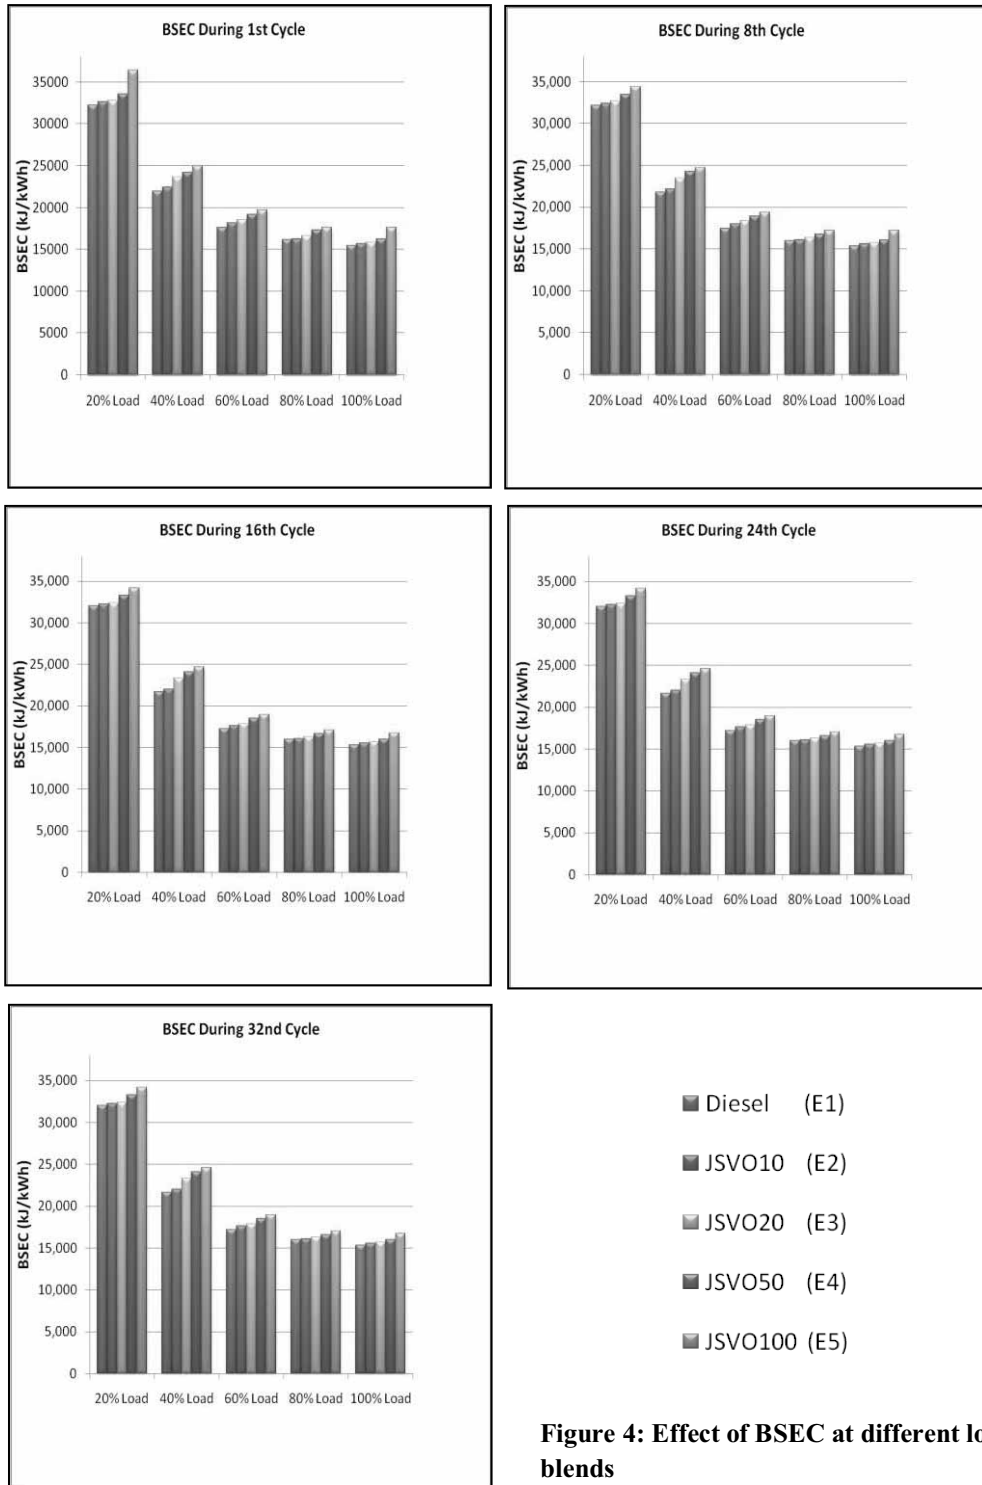 BSEC During 1st Cycle
BSEC (kJ/kWh)
35000
30000
25000
20000
15000
10000
5000
0
20% Load 40% Load 60% Load 80% Load 100% Load
BSEC During 8th Cycle
BSEC (kJ/kWh)
35,000
30,000
25,000
20,000
15,000
10,000
5,000
0
20% Load 40% Load 60% Load 80% Load 100% Load
BSEC During 16th Cycle
BSEC (kJ/kWh)
35,000
30,000
25,000
20,000
15,000
10,000
5,000
0
20% Load 40% Load 60% Load 80% Load 100% Load
BSEC During 24th Cycle
BSEC (kJ/kWh)
35,000
30,000
25,000
20,000
15,000
10,000
5,000
0
20% Load 40% Load 60% Load 80% Load 100% Load
BSEC During 32nd Cycle
BSEC (kJ/kWh)
35,000
30,000
25,000
20,000
15,000
10,000
5,000
0
20% Load 40% Load 60% Load 80% Load 100% Load
Diesel (E1)
JSVO10 (E2)
JSVO20 (E3)
JSVO50 (E4)
JSVO100 (E5)
Figure 4: Effect of BSEC at different lo
blends